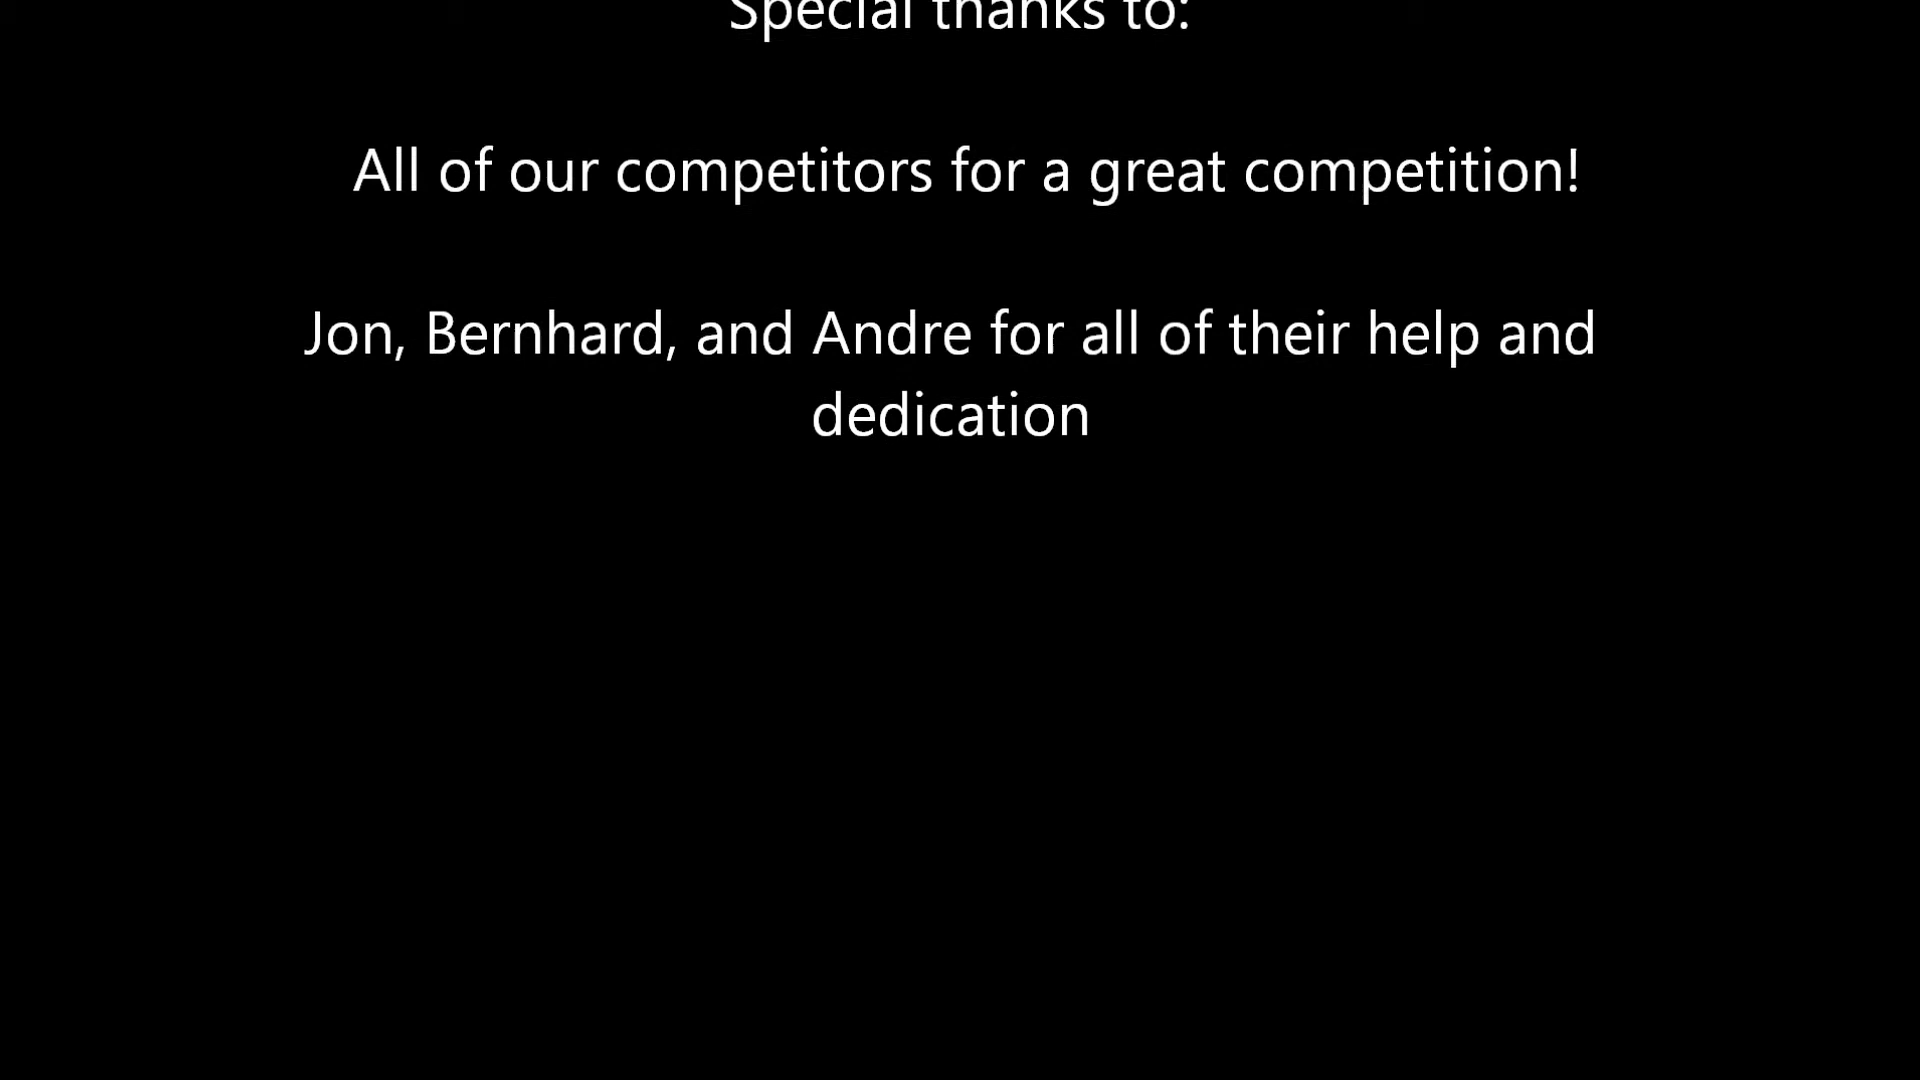 Special thanks to:
All of our competitors for a great competition!
Jon, Bernhard, and Andre for all of their help and
dedication